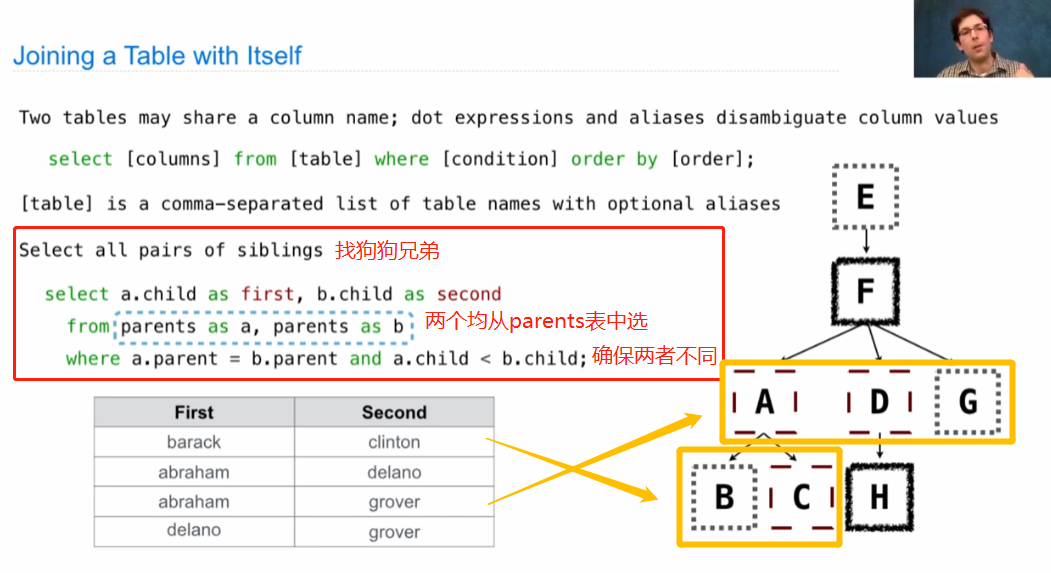 Joining a Table with Itself
Two tables may share a column name; dot expressions and aliases disambiguate column values
select [columns] from [table] where [condition] order by [order];
[table] is a comma-separated list of table names with optional aliases
Select all pairs of siblings 找狗狗兄弟
select a.child as first, b.child as second
from parents as a, parents as b 两个均从parents表中选
where a.parent = b.parent and a.child < b.child; 确保两者不同
First Second
barack clinton
abraham delano
abraham grover
delano grover
E
F
A D G
B C H